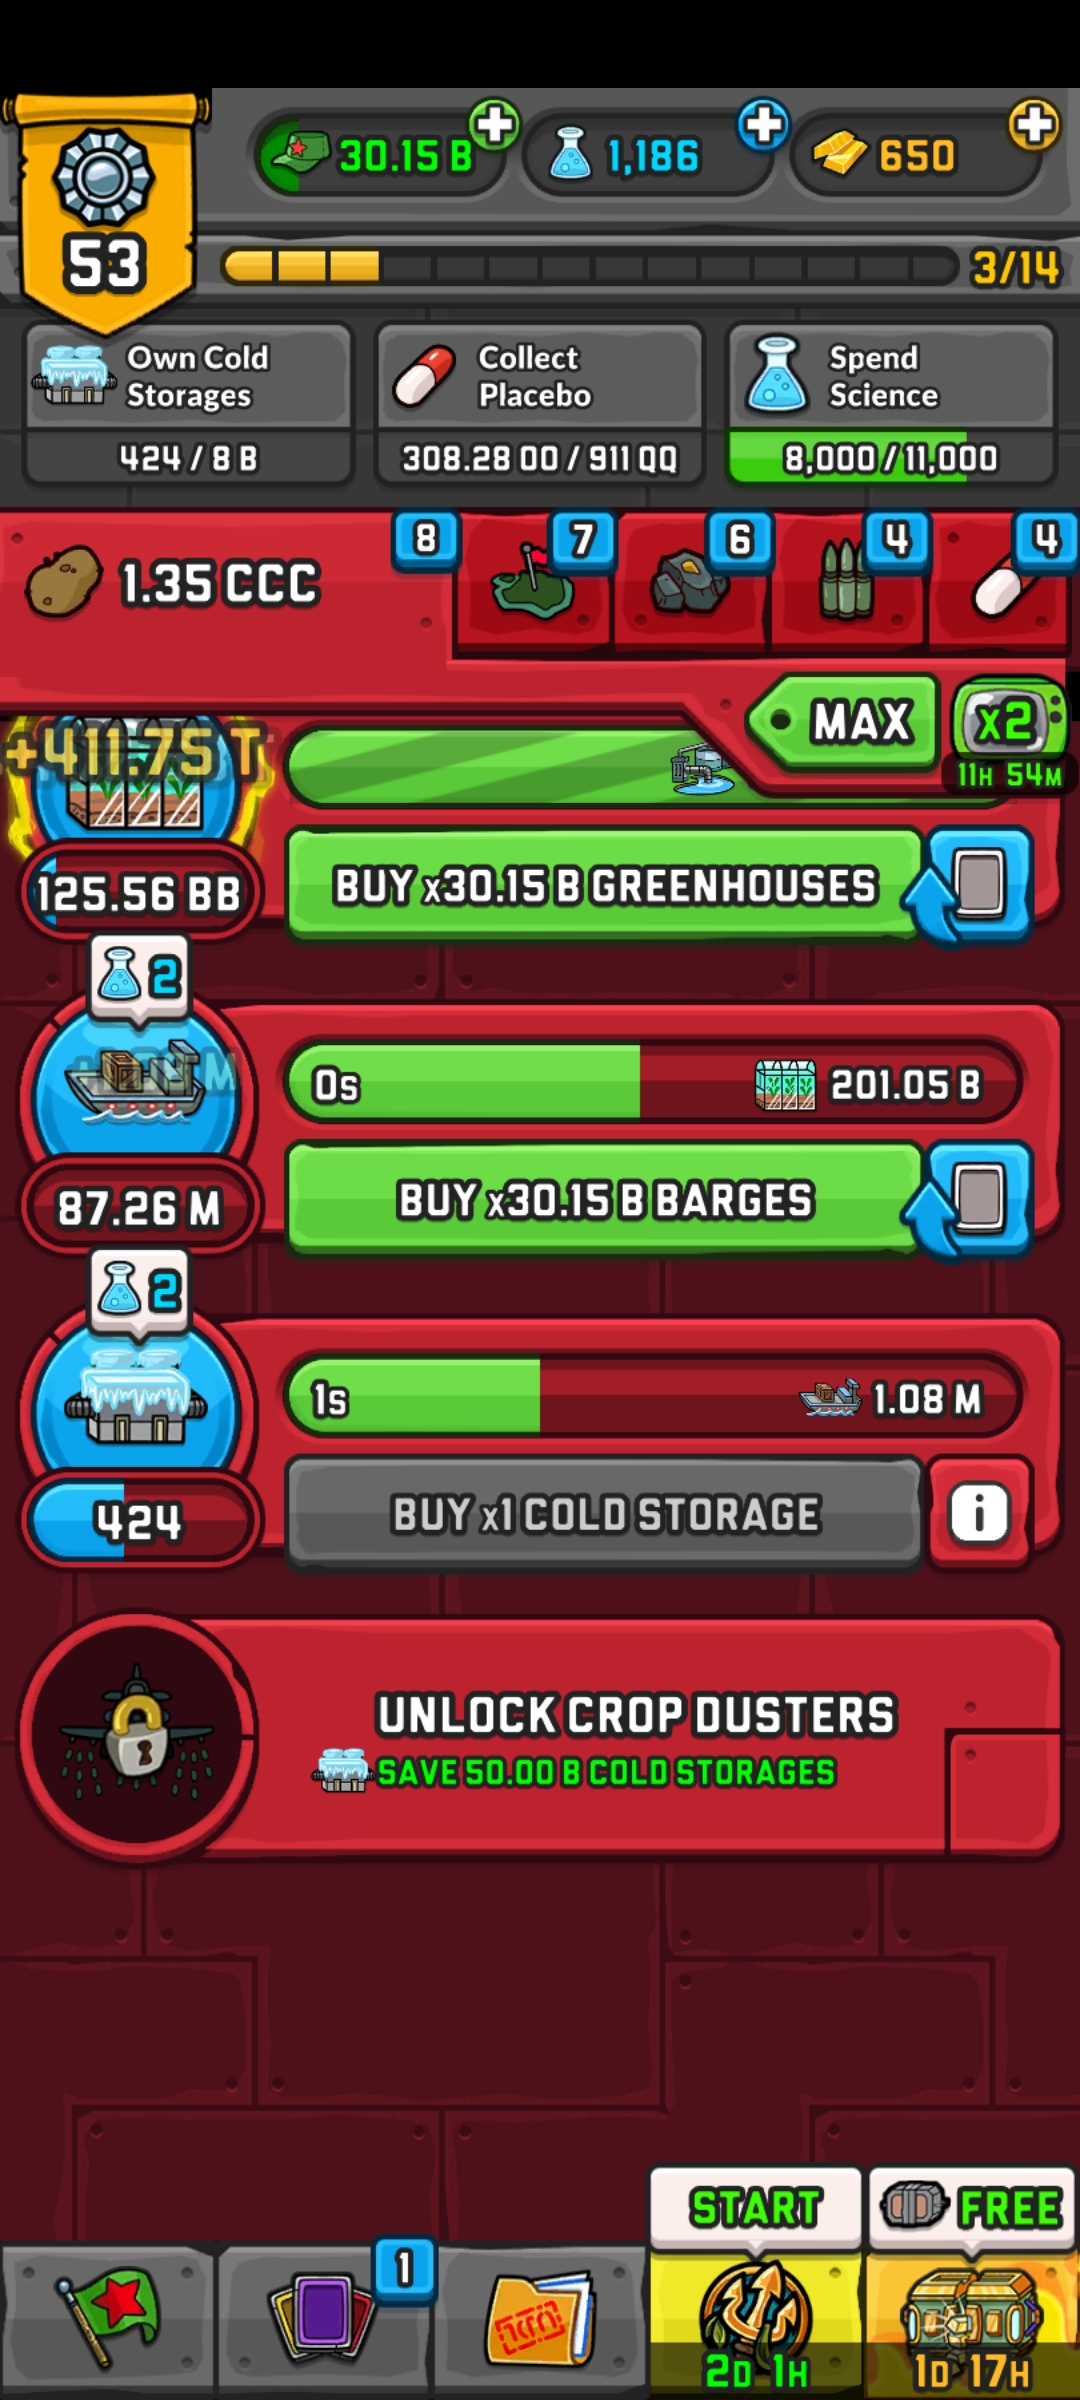 30.15 B
1,186
650
53
3/14
Own Cold
Storages
424 / 8 B
Collect
Placebo
308.28 OO / 911 QQ
Spend
Science
8,000 / 11,000
1.35 CCC
8
7
6
4
4
MAX
x2
11H 54M
+411.75 T
125.56 BB
BUY x30.15 B GREENHOUSES
2
0s
201.05 B
87.26 M
BUY x30.15 B BARGES
2
1s
1.08 M
424
BUY x1 COLD STORAGE
i
UNLOCK CROP DUSTERS
SAVE 50.00 B COLD STORAGES
START
FREE
1
2D 1H
1D 17H